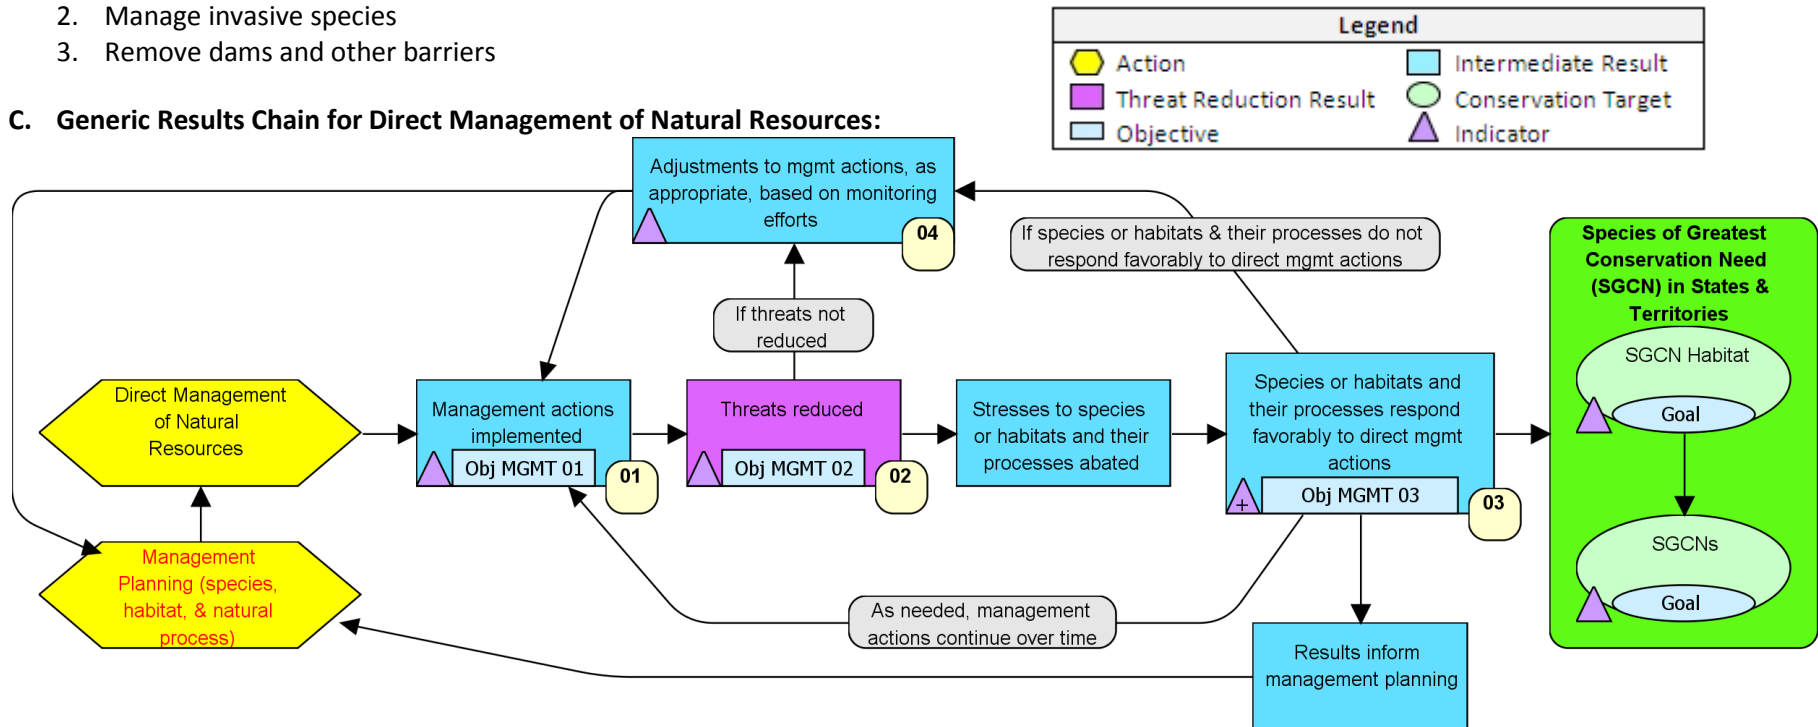 2. Manage invasive species
3. Remove dams and other barriers
Legend
Action
Intermediate Result
Threat Reduction Result
Conservation Target
Objective
Indicator
C. Generic Results Chain for Direct Management of Natural Resources:
Adjustments to mgmt actions, as
appropriate, based on monitoring
efforts
04
If species or habitats & their processes do not
respond favorably to direct mgmt actions
If threats not
reduced
Species of Greatest
Conservation Need
(SGCN) in States &
Territories
SGCN Habitat
Goal
SGCNs
Goal
Direct Management
of Natural
Resources
Management actions
implemented
Obj MGMT 01
01
Threats reduced
Obj MGMT 02
02
Stresses to species
or habitats and their
processes abated
Species or habitats and
their processes respond
favorably to direct mgmt
actions
+
Obj MGMT 03
03
Management
Planning (species,
habitat, & natural
process)
As needed, management
actions continue over time
Results inform
management planning